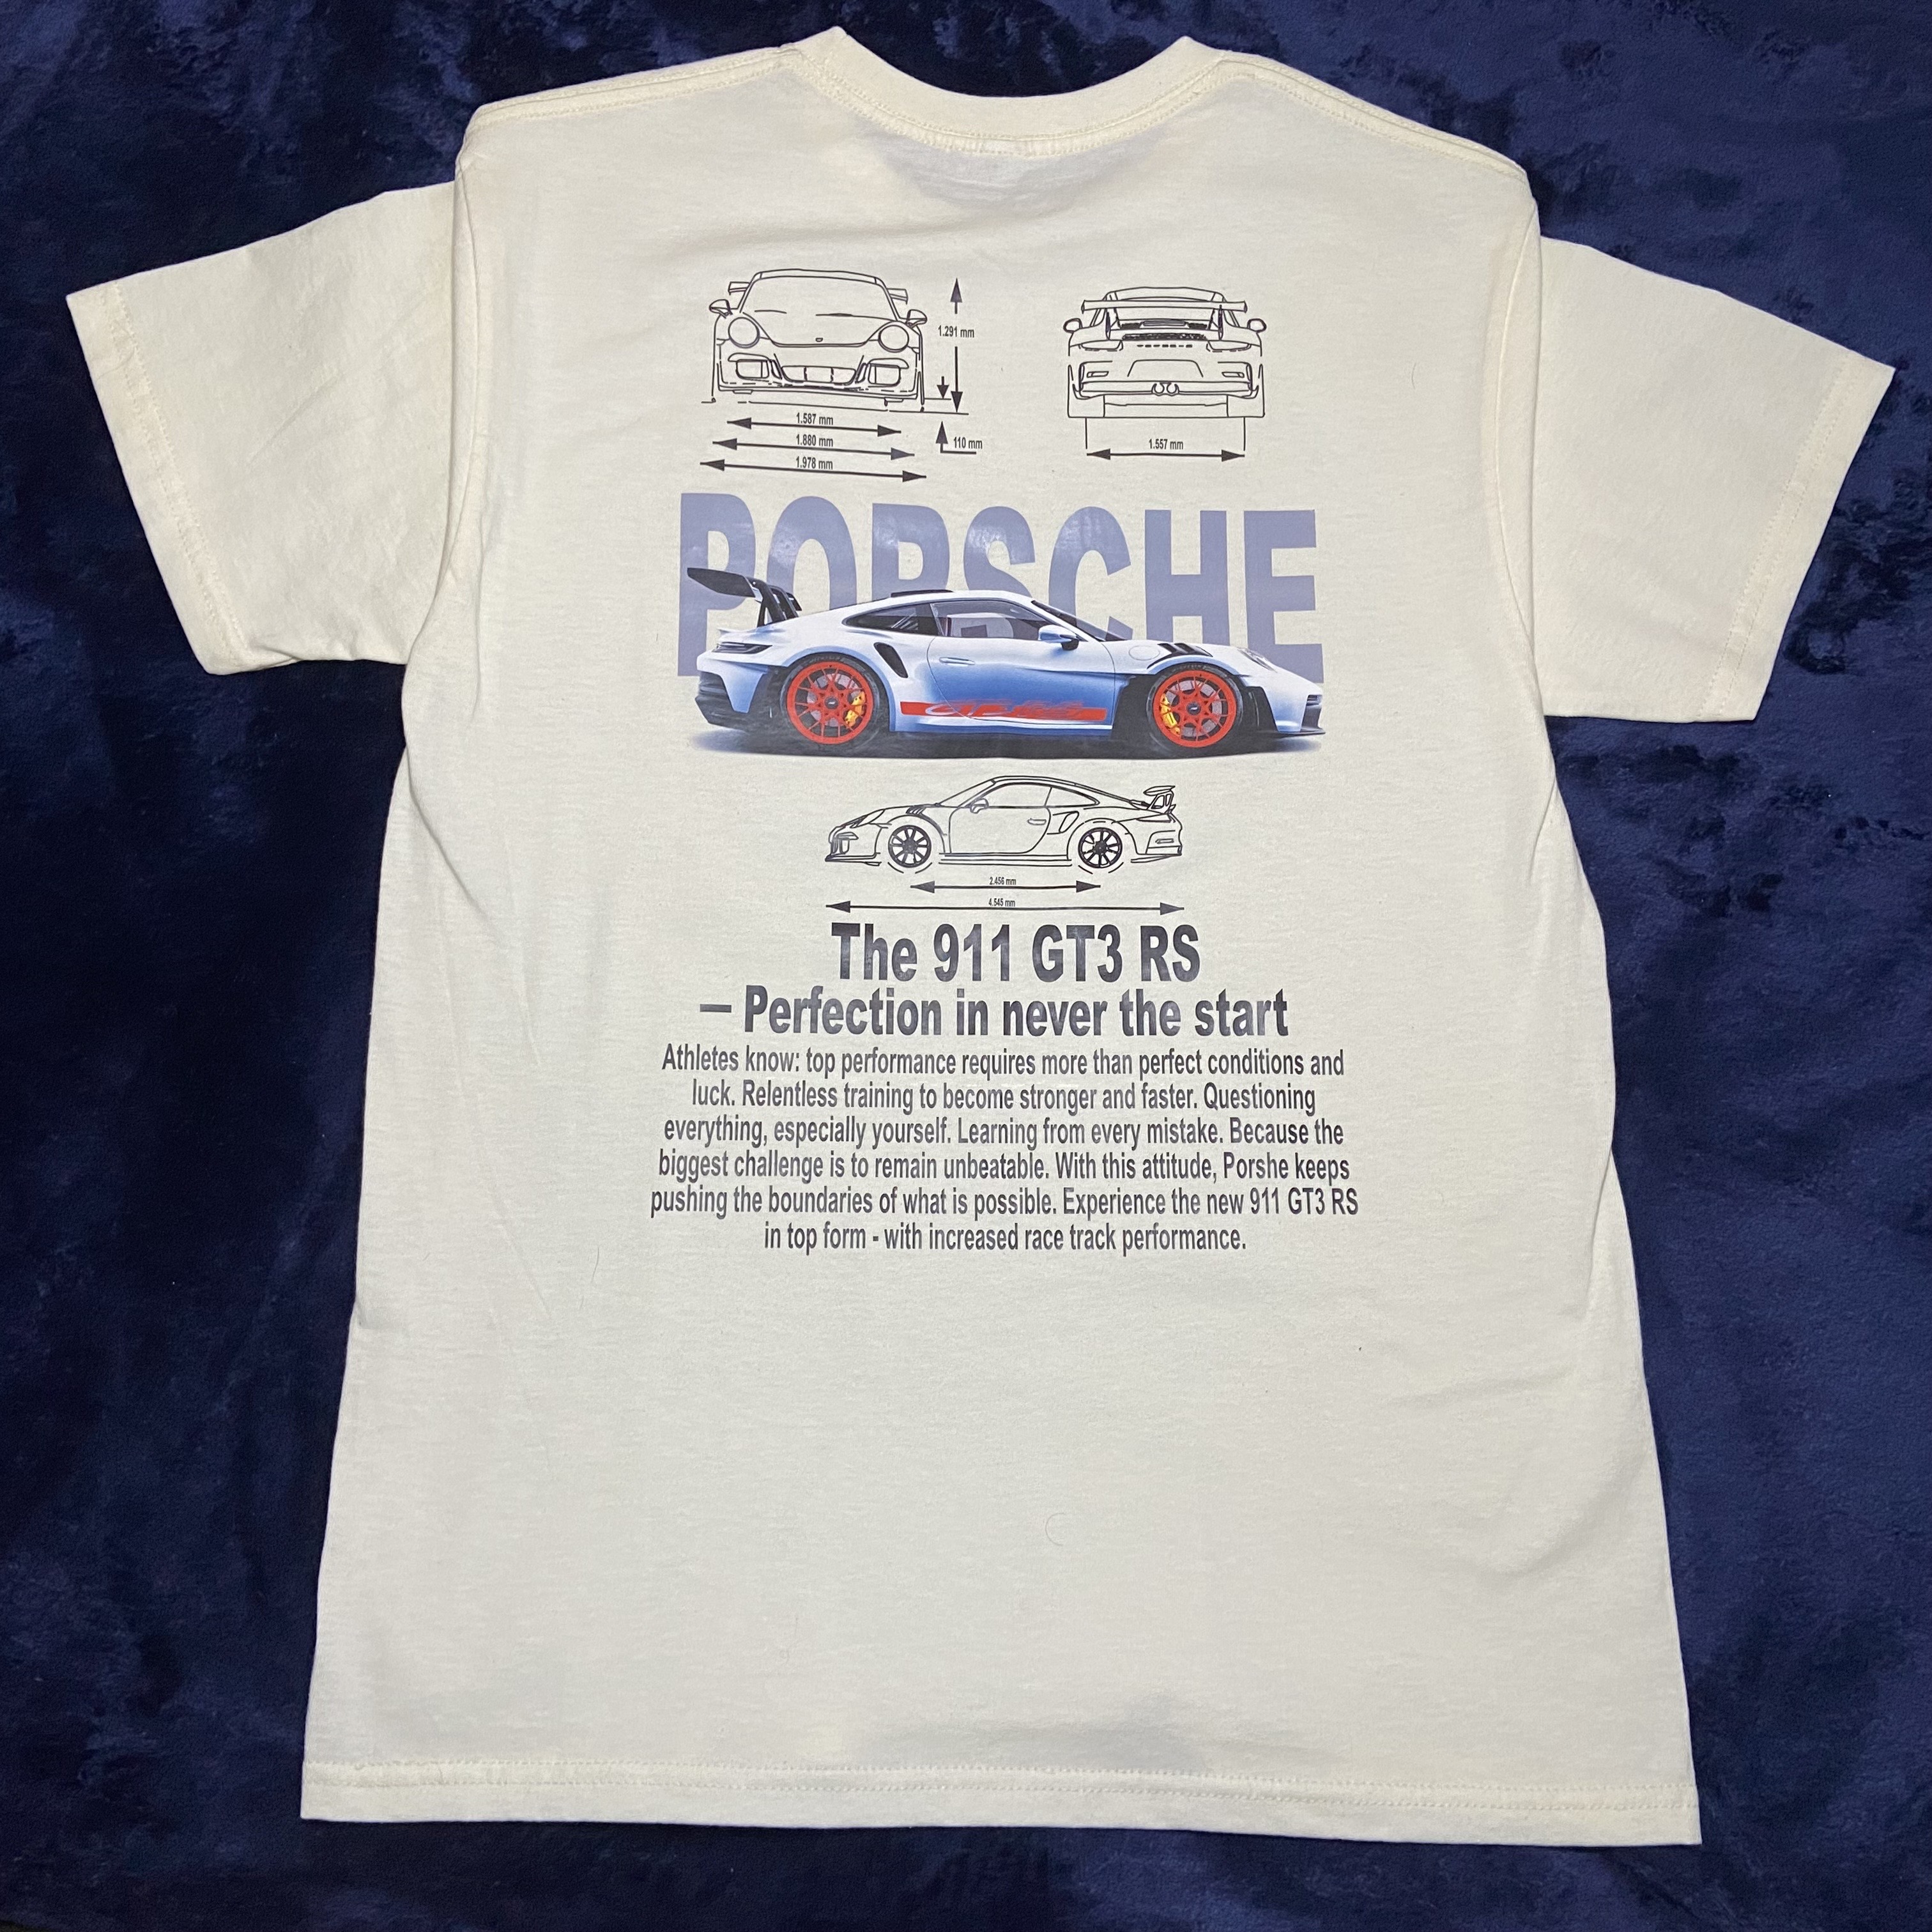 1.291 mm
1.587 mm
1.880 mm
110 mm
1.978 mm
1.557 mm
PORSCHE
2.456 mm
4.545 mm
The 911 GT3 RS
— Perfection in never the start
Athletes know: top performance requires more than perfect conditions and
luck. Relentless training to become stronger and faster. Questioning
everything, especially yourself. Learning from every mistake. Because the
biggest challenge is to remain unbeatable. With this attitude, Porshe keeps
pushing the boundaries of what is possible. Experience the new 911 GT3 RS
in top form - with increased race track performance.